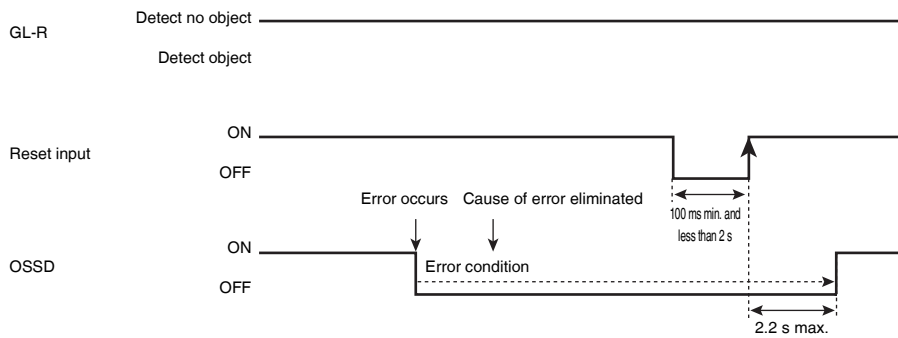 GL-R
Detect no object
Detect object
Reset input
ON
OFF
100 ms min. and
less than 2 s
Error occurs
Cause of error eliminated
OSSD
ON
OFF
Error condition
2.2 s max.